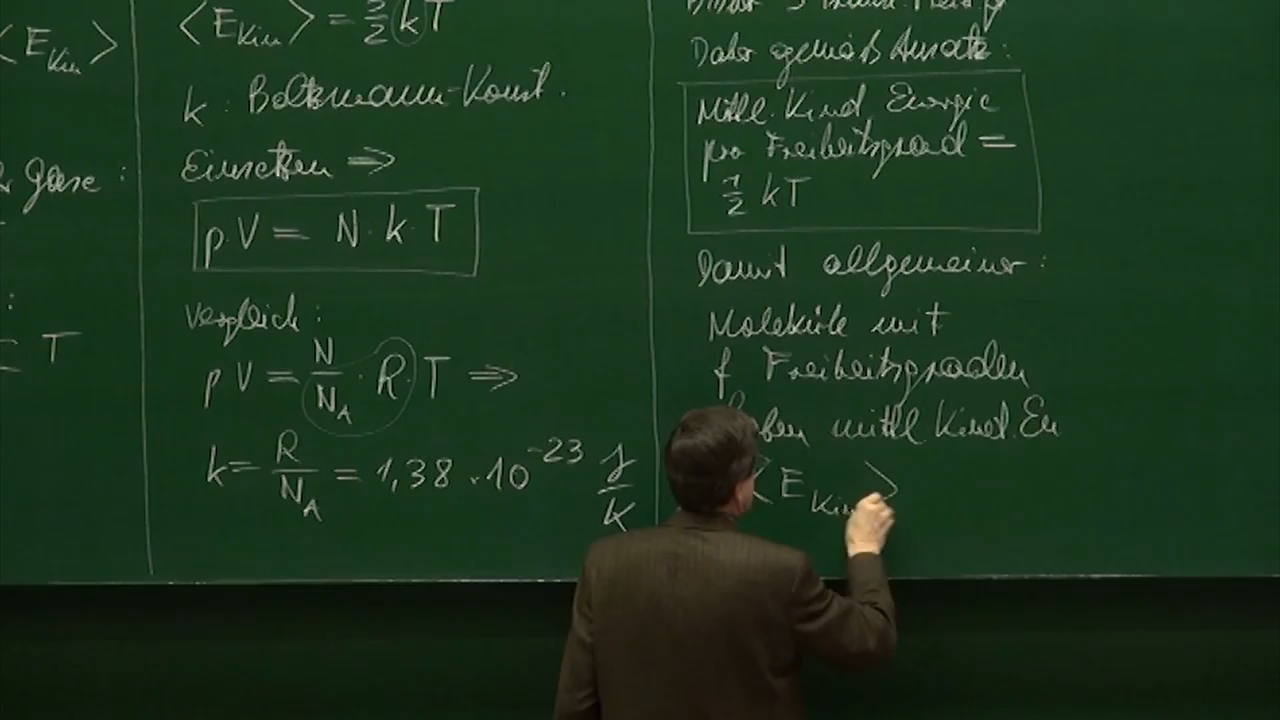 ⟨E_Kin⟩
Gase :
:
= T
⟨E_Kin⟩ = 3/2 k T
k : Boltzmann-Konst.
Einsetzen ⇒
p·V = N · k · T
Vergleich :
p V = N/N_A · R · T ⇒
k = R/N_A = 1,38 · 10^-23 J/K
Daher gemäß Ansatz :
Mittl. Kinet. Energie
pro Freiheitsgrad =
1/2 kT
Damit allgemeiner :
Moleküle mit
f Freiheitsgraden
haben mittl. Kinet. En
⟨E_Kin⟩